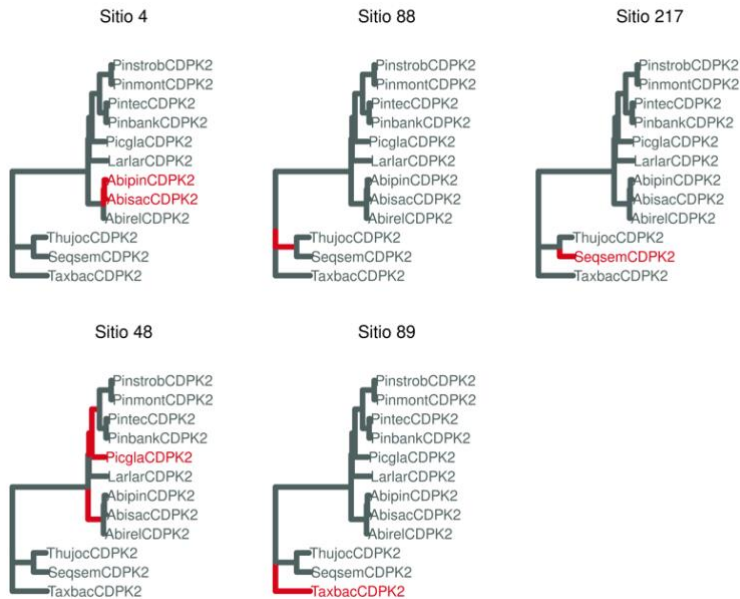 Sitio 4
PinstrobCDPK2
PinmontCDPK2
PintecCDPK2
PinbankCDPK2
PicglaCDPK2
LarlarCDPK2
AbipinCDPK2
AbisacCDPK2
AbirelCDPK2
ThujocCDPK2
SeqsemCDPK2
TaxbacCDPK2
Sitio 88
PinstrobCDPK2
PinmontCDPK2
PintecCDPK2
PinbankCDPK2
PicglaCDPK2
LarlarCDPK2
AbipinCDPK2
AbisacCDPK2
AbirelCDPK2
ThujocCDPK2
SeqsemCDPK2
TaxbacCDPK2
Sitio 217
PinstrobCDPK2
PinmontCDPK2
PintecCDPK2
PinbankCDPK2
PicglaCDPK2
LarlarCDPK2
AbipinCDPK2
AbisacCDPK2
AbirelCDPK2
ThujocCDPK2
SeqsemCDPK2
TaxbacCDPK2
Sitio 48
PinstrobCDPK2
PinmontCDPK2
PintecCDPK2
PinbankCDPK2
PicglaCDPK2
LarlarCDPK2
AbipinCDPK2
AbisacCDPK2
AbirelCDPK2
ThujocCDPK2
SeqsemCDPK2
TaxbacCDPK2
Sitio 89
PinstrobCDPK2
PinmontCDPK2
PintecCDPK2
PinbankCDPK2
PicglaCDPK2
LarlarCDPK2
AbipinCDPK2
AbisacCDPK2
AbirelCDPK2
ThujocCDPK2
SeqsemCDPK2
TaxbacCDPK2